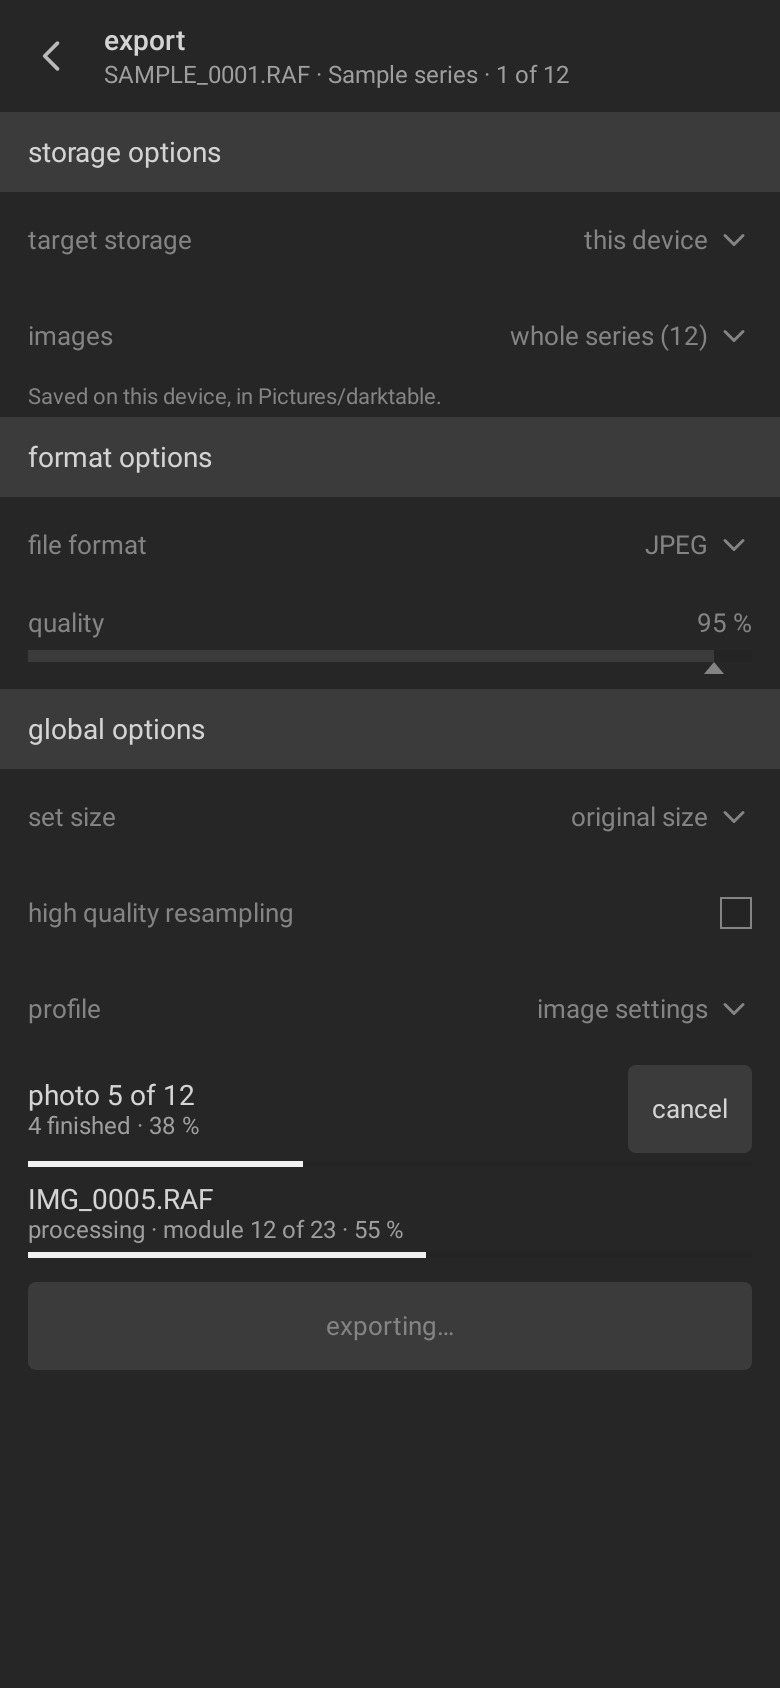 export
SAMPLE_0001.RAF · Sample series · 1 of 12
storage options
target storage this device
images whole series (12)
Saved on this device, in Pictures/darktable.
format options
file format JPEG
quality 95 %
global options
set size original size
high quality resampling
profile image settings
photo 5 of 12
4 finished · 38 %
cancel
IMG_0005.RAF
processing · module 12 of 23 · 55 %
exporting…